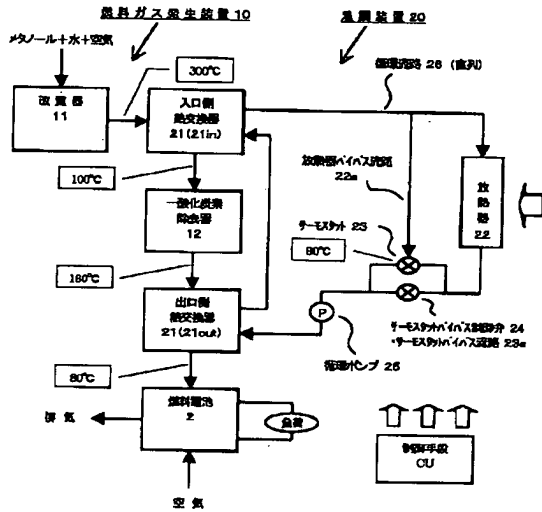 燃料ガス発生装置 10
温調装置 20
メタノール+水+空気
循環流路 26 (直列)
300℃
改質器
11
入口側
熱交換器
21(21in)
放熱器バイパス流路
22a
放熱器
22
100℃
一酸化炭素
除去器
12
サーモスタット 23
80℃
180℃
出口側
熱交換器
21(21out)
P
サーモスタットバイパス制御弁 24
・サーモスタットバイパス流路 23a
循環ポンプ 25
80℃
燃料電池
2
負荷
排気
空気
制御手段
CU